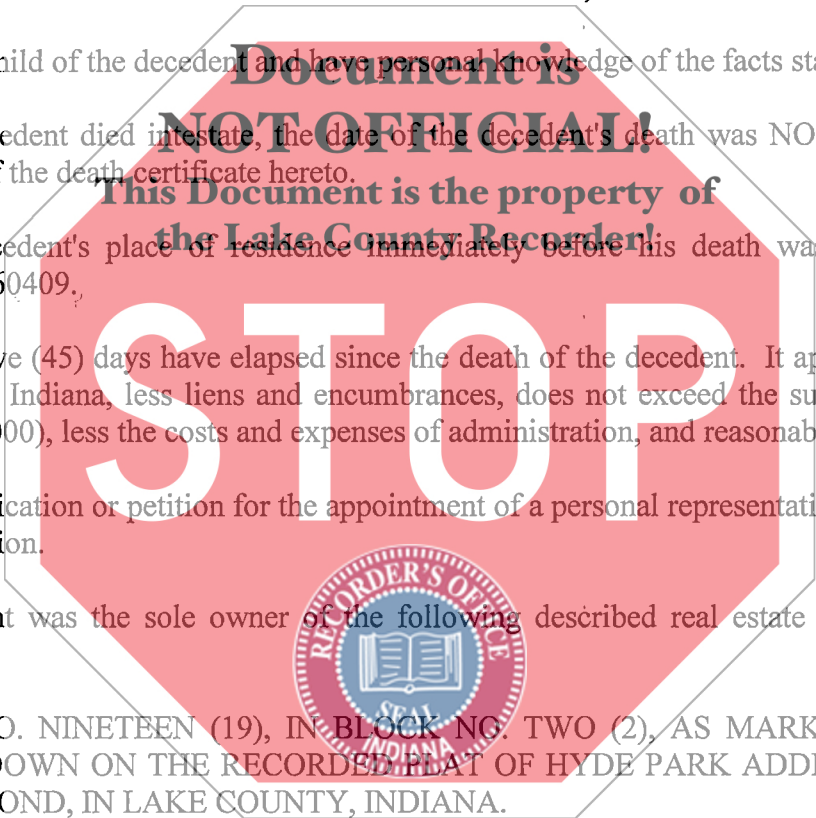 hild of the decedent and have personal knowledge of the facts sta
Document is
edent died intestate, the date of the decedent's death was NO
NOT OFFICIAL!
f the death certificate hereto.
This Document is the property of
the Lake County Recorder!
cedent's place of residence immediately before his death wa
60409.
STOP
ve (45) days have elapsed since the death of the decedent. It ap
Indiana, less liens and encumbrances, does not exceed the su
00), less the costs and expenses of administration, and reasonab
ication or petition for the appointment of a personal representati
ion.
RECORDER'S OFFICE
nt was the sole owner of the following described real estate
SEAL
INDIANA
O. NINETEEN (19), IN BLOCK NO. TWO (2), AS MARK
OWN ON THE RECORDED PLAT OF HYDE PARK ADDI
OND, IN LAKE COUNTY, INDIANA.